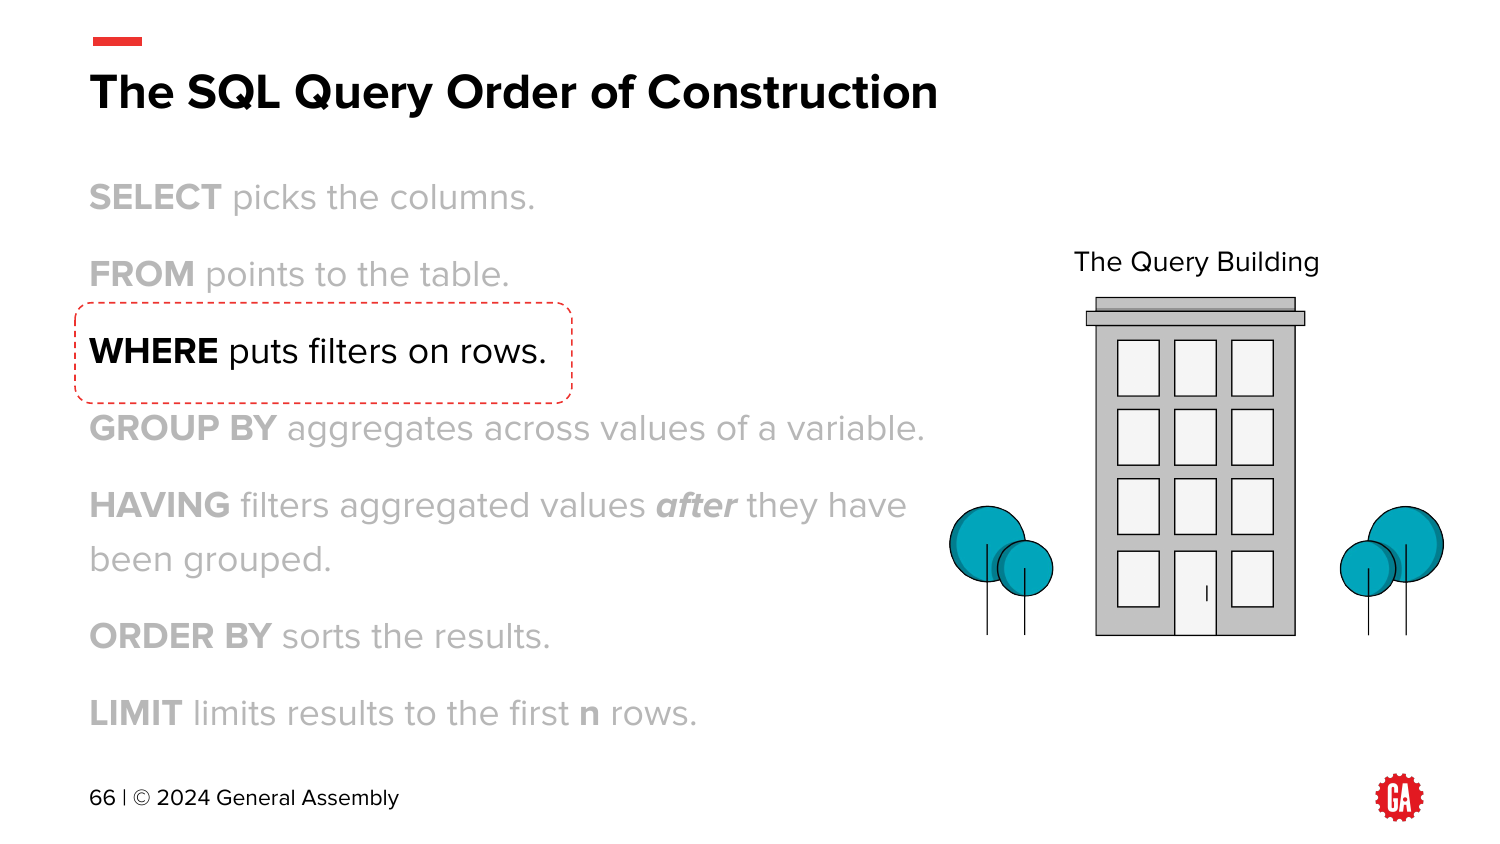 The SQL Query Order of Construction
SELECT picks the columns.
FROM points to the table.
WHERE puts filters on rows.
GROUP BY aggregates across values of a variable.
HAVING filters aggregated values after they have
been grouped.
ORDER BY sorts the results.
LIMIT limits results to the first n rows.
The Query Building
66 | © 2024 General Assembly
GA